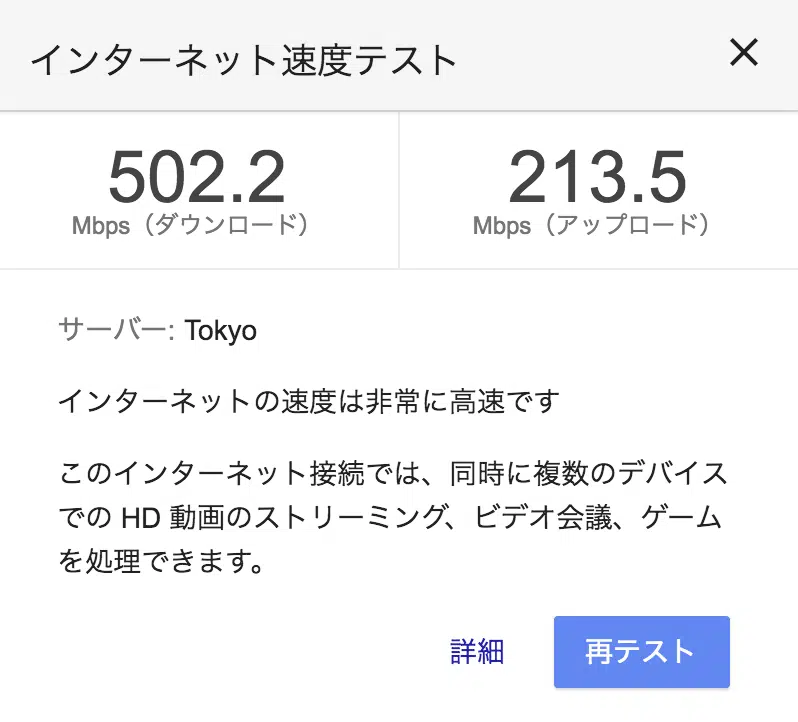 インターネット速度テスト
502.2
213.5
Mbps（ダウンロード）
Mbps（アップロード）
サーバー: Tokyo
インターネットの速度は非常に高速です
このインターネット接続では、同時に複数のデバイス
での HD 動画のストリーミング、ビデオ会議、ゲーム
を処理できます。
詳細
再テスト